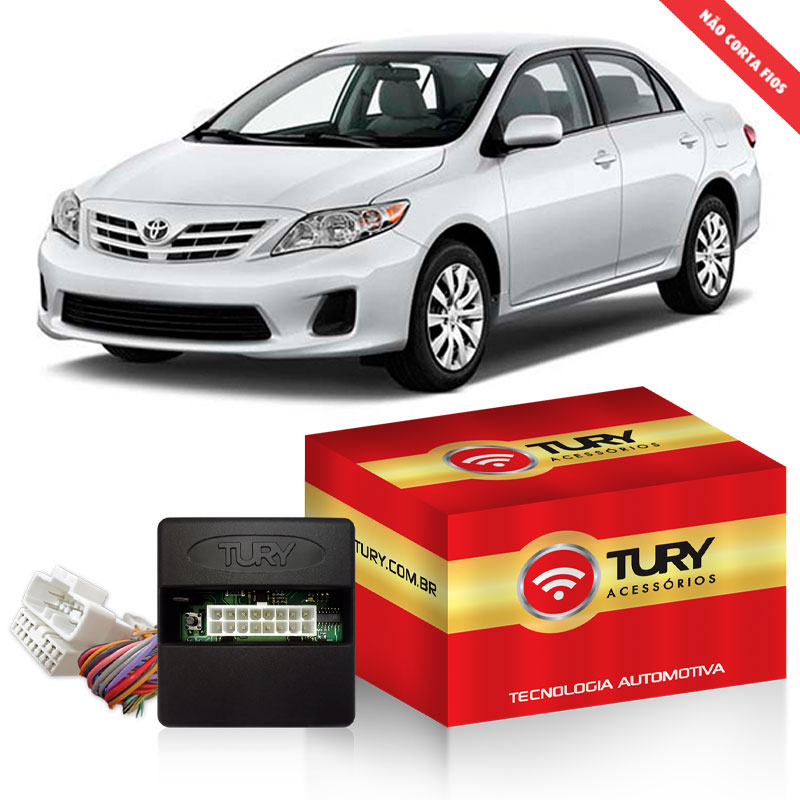 NÃO CORTA FIOS
TURY
ACESSÓRIOS
TURY.COM.BR
TURY
ACESSÓRIOS
TECNOLOGIA AUTOMOTIVA
TURY